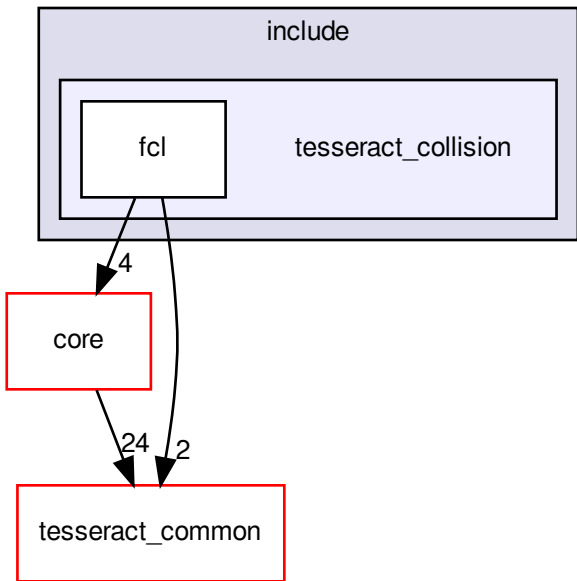 include
fcl
tesseract_collision
4
core
24
2
tesseract_common